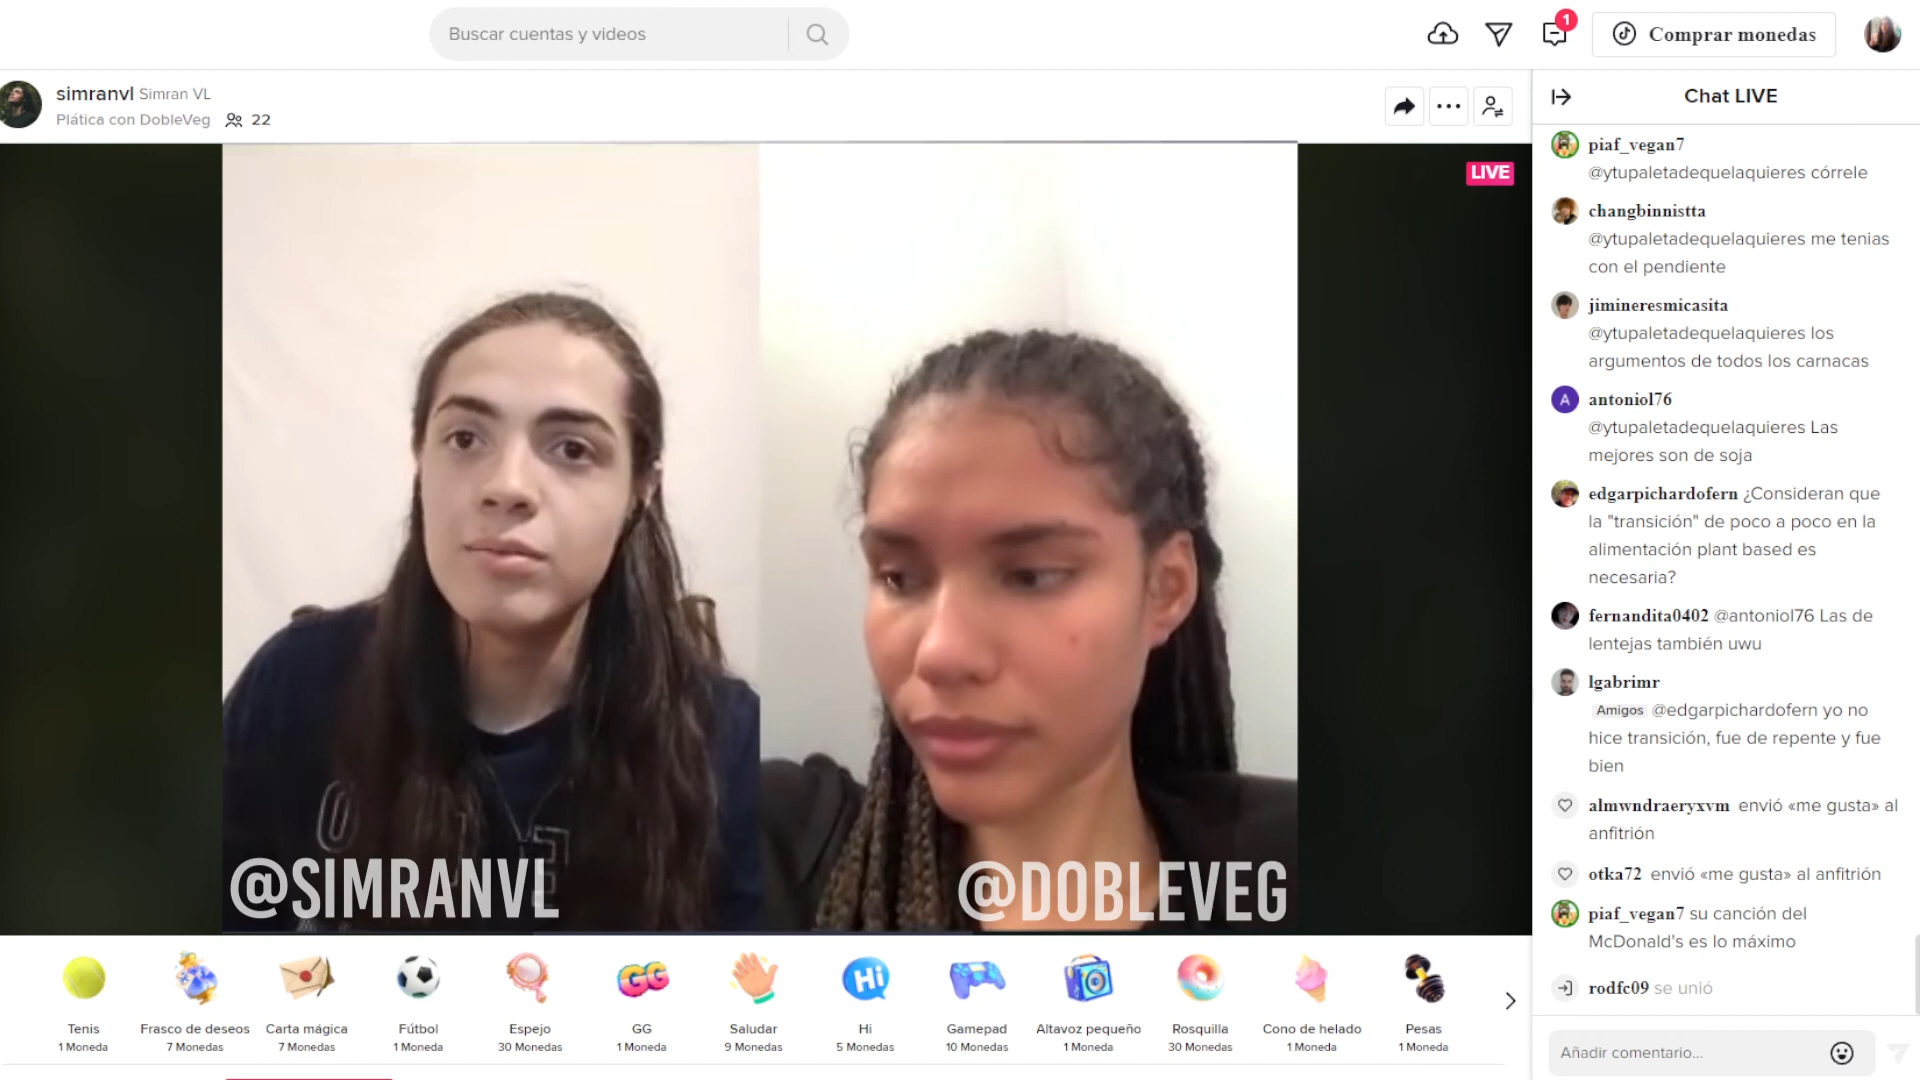 Buscar cuentas y videos
1
Comprar monedas
simranvl Simran VL
Plática con DobleVeg 22
LIVE
@SIMRANVL
@DOBLEVEG
Tenis
1 Moneda
Frasco de deseos
7 Monedas
Carta mágica
7 Monedas
Fútbol
1 Moneda
Espejo
30 Monedas
GG
GG
1 Moneda
Saludar
9 Monedas
Hi
Hi
5 Monedas
Gamepad
10 Monedas
Altavoz pequeño
1 Moneda
Rosquilla
30 Monedas
Cono de helado
1 Moneda
Pesas
1 Moneda
Chat LIVE
piaf_vegan7
@ytupaletadequelaquieres córrele
changbinnistta
@ytupaletadequelaquieres me tenias
con el pendiente
jimineresmicasita
@ytupaletadequelaquieres los
argumentos de todos los carnacas
A
antoniol76
@ytupaletadequelaquieres Las
mejores son de soja
edgarpichardofern ¿Consideran que
la "transición" de poco a poco en la
alimentación plant based es
necesaria?
fernandita0402 @antoniol76 Las de
lentejas también uwu
lgabrimr
Amigos @edgarpichardofern yo no
hice transición, fue de repente y fue
bien
almwndraeryxvm envió «me gusta» al
anfitrión
otka72 envió «me gusta» al anfitrión
piaf_vegan7 su canción del
McDonald's es lo máximo
rodfc09 se unió
Añadir comentario...